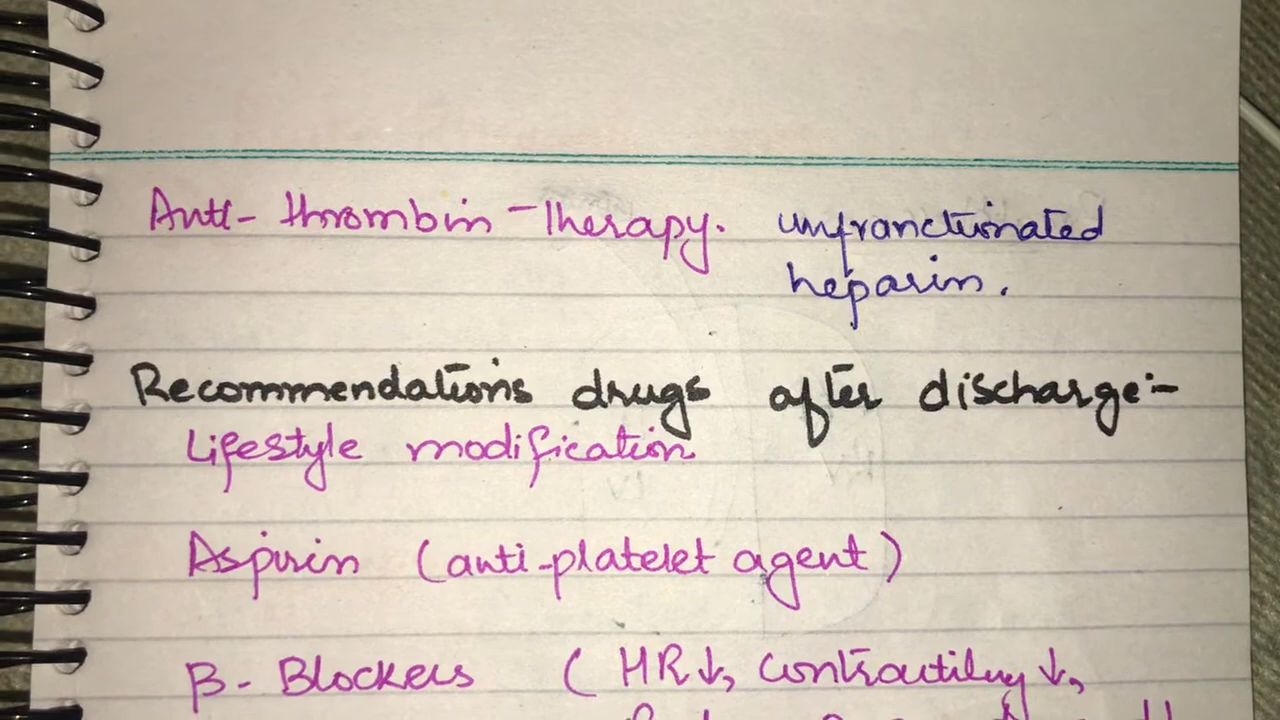 Anti-thrombin-Therapy. unfranctionated
heparin.
Recommendations drugs after discharge:-
Lifestyle modification
Aspirin (anti-platelet agent)
β- Blockers (HR↓, contractility↓,